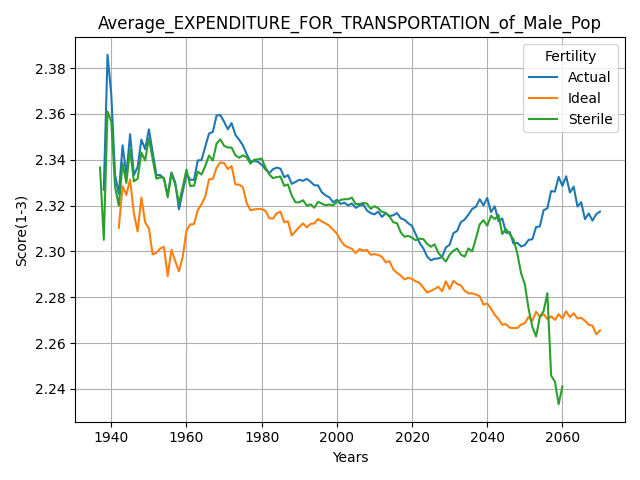 Average_EXPENDITURE_FOR_TRANSPORTATION_of_Male_Pop
Fertility
Actual
Ideal
Sterile
Score(1-3)
2.38
2.36
2.34
2.32
2.30
2.28
2.26
2.24
1940 1960 1980 2000 2020 2040 2060
Years